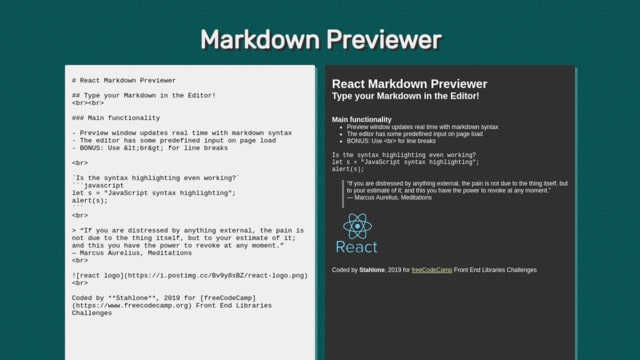 Markdown Previewer
# React Markdown Previewer
## Type your Markdown in the Editor!
<br><br>
### Main functionality
- Preview window updates real time with markdown syntax
- The editor has some predefined input on page load
- BONUS: Use &lt;br&gt; for line breaks
<br>
`Is the syntax highlighting even working?`
```javascript
let s = "JavaScript syntax highlighting";
alert(s);
```
<br>
> “If you are distressed by anything external, the pain is
not due to the thing itself, but to your estimate of it;
and this you have the power to revoke at any moment.”
― Marcus Aurelius, Meditations
<br>
![react logo](https://i.postimg.cc/Bv9y8sBZ/react-logo.png)
<br>
Coded by **Stahlone**, 2019 for [freeCodeCamp]
(https://www.freecodecamp.org) Front End Libraries
Challenges
React Markdown Previewer
Type your Markdown in the Editor!
Main functionality
• Preview window updates real time with markdown syntax
• The editor has some predefined input on page load
• BONUS: Use <br> for line breaks
Is the syntax highlighting even working?
let s = "JavaScript syntax highlighting";
alert(s);
“If you are distressed by anything external, the pain is not due to the thing itself, but
to your estimate of it; and this you have the power to revoke at any moment.”
― Marcus Aurelius, Meditations
React
Coded by Stahlone, 2019 for freeCodeCamp Front End Libraries Challenges